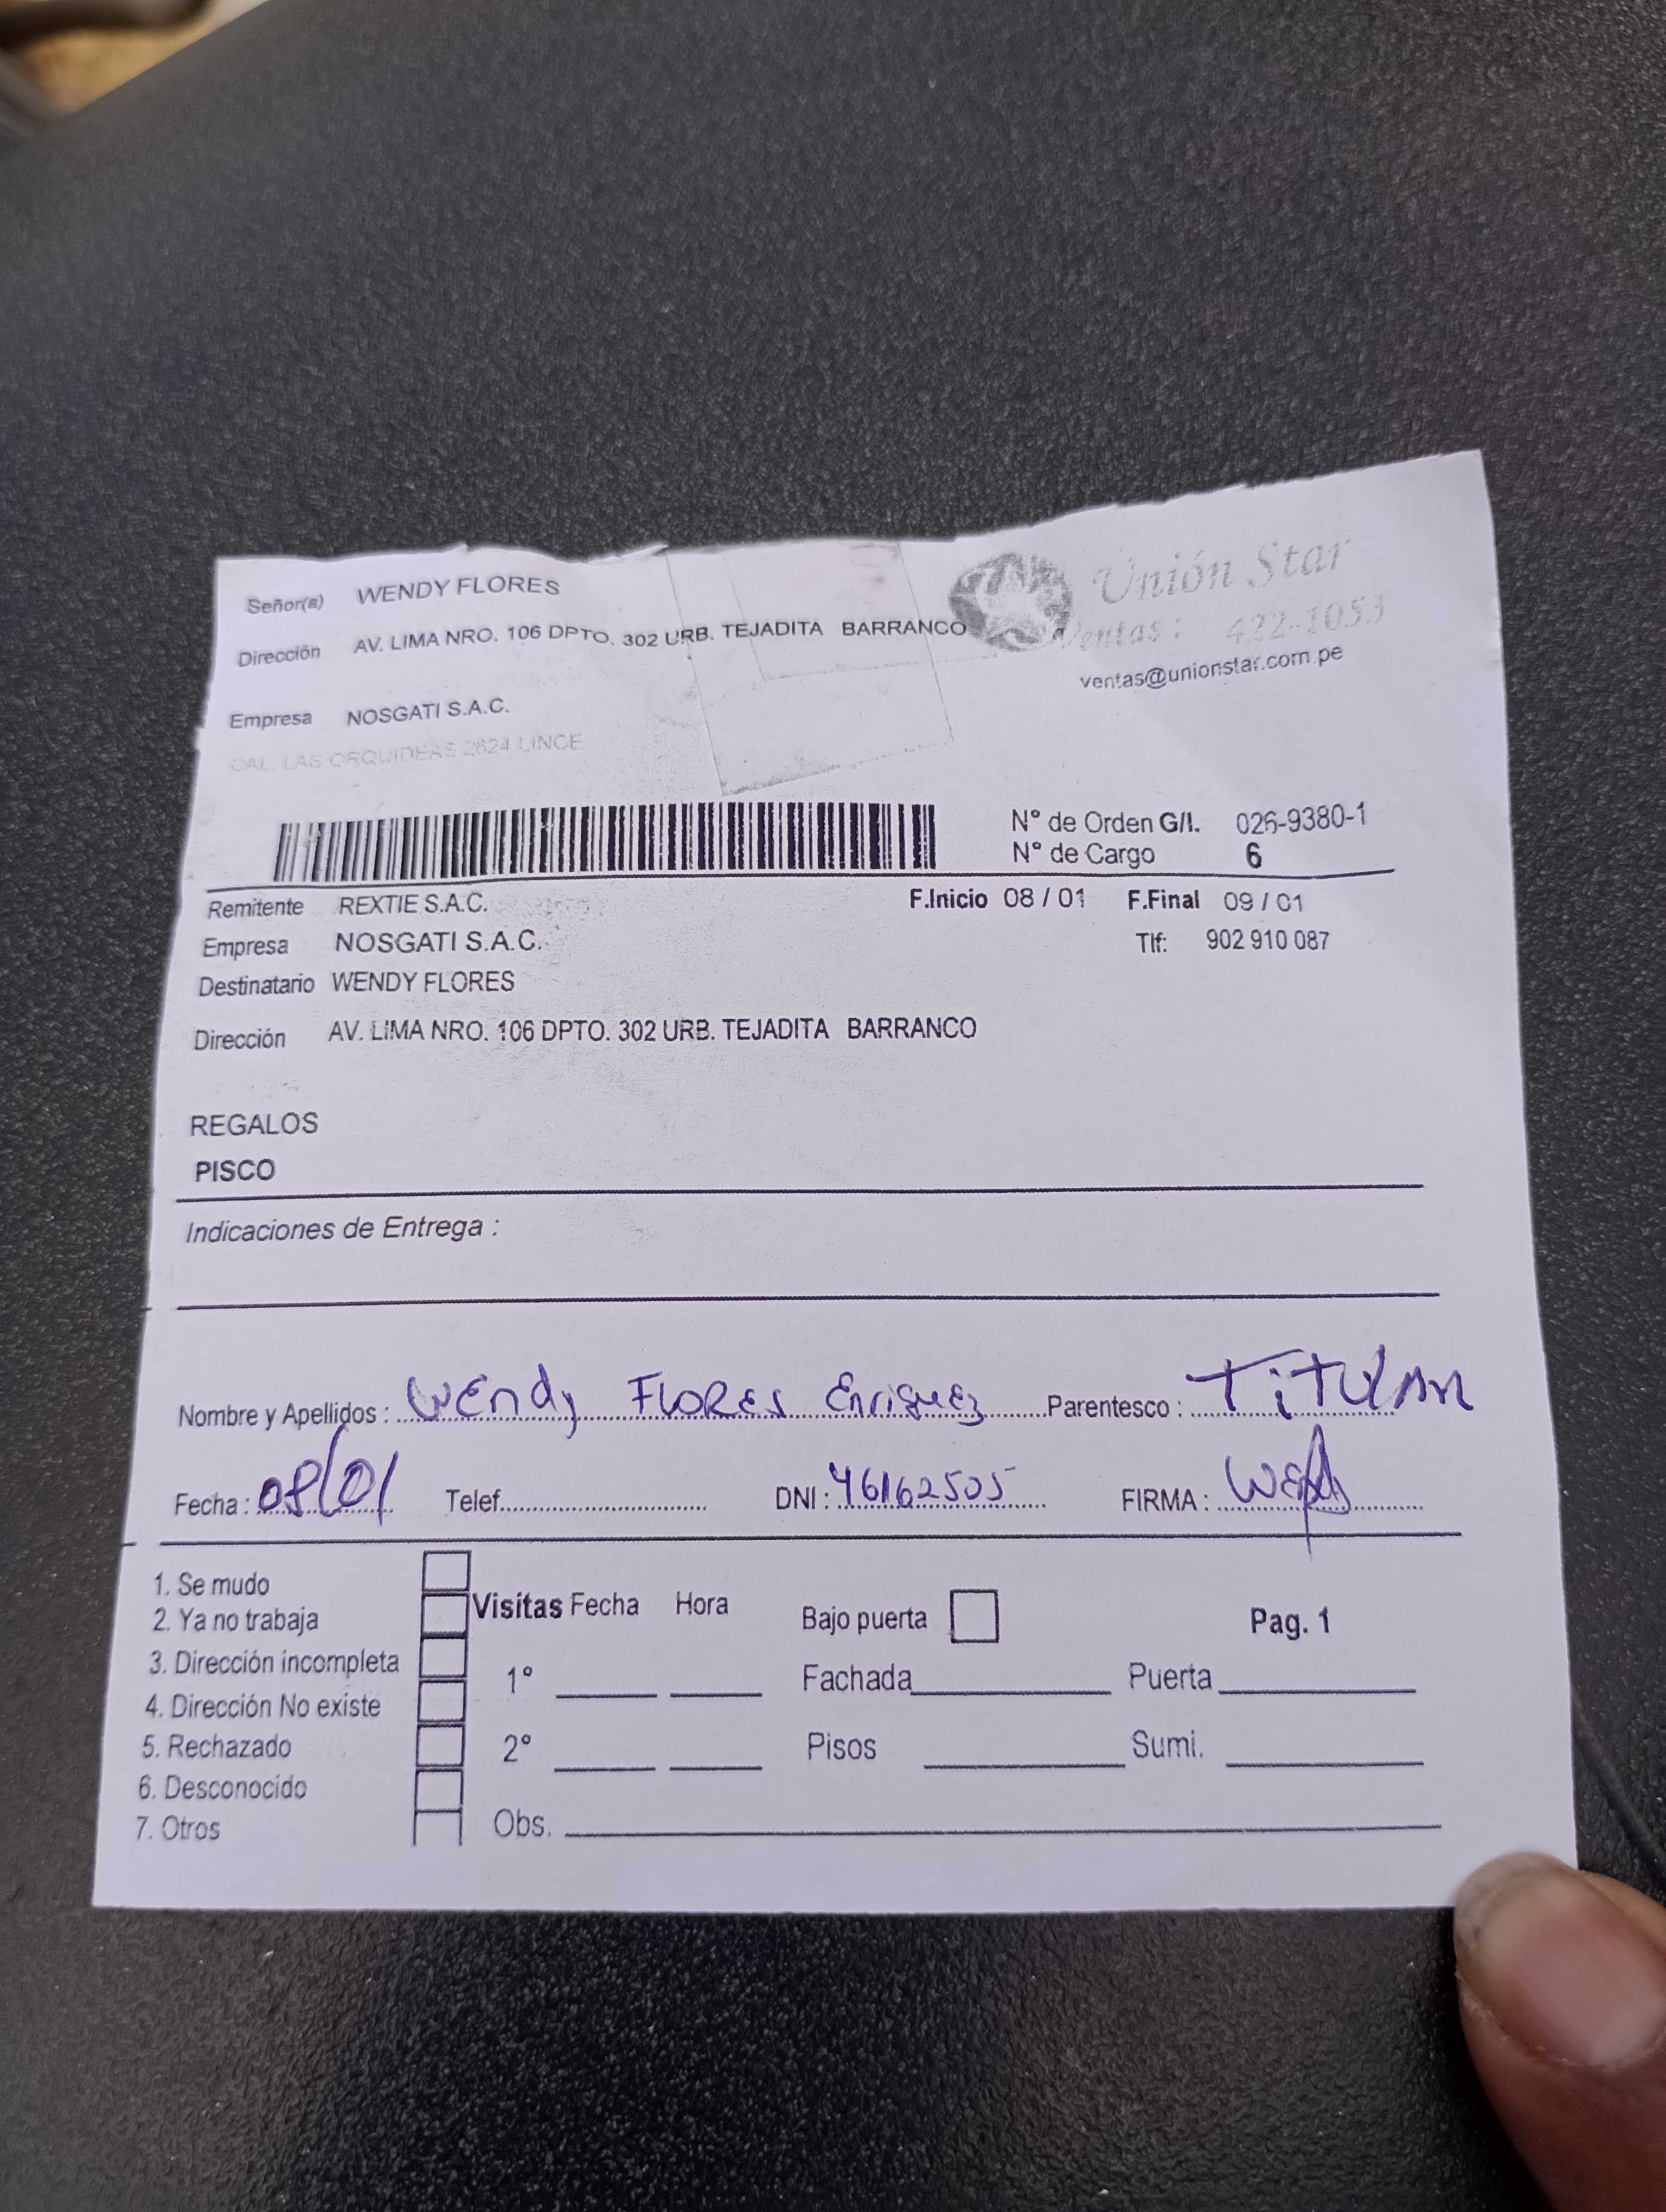 Señor(a) WENDY FLORES
Unión Star
Dirección AV. LIMA NRO. 106 DPTO. 302 URB. TEJADITA BARRANCO
Ventas : 422-1053
ventas@unionstar.com.pe
Empresa NOSGATI S.A.C.
CAL. LAS ORQUIDEAS 2624 LINCE
Nº de Orden G/I. 026-9380-1
Nº de Cargo 6
Remitente REXTIE S.A.C. F.Inicio 08 / 01 F.Final 09 / 01
Empresa NOSGATI S.A.C. Tlf: 902 910 087
Destinatario WENDY FLORES
Dirección AV. LIMA NRO. 106 DPTO. 302 URB. TEJADITA BARRANCO
REGALOS
PISCO
Indicaciones de Entrega :
Nombre y Apellidos : Wendy Flores Enriquez Parentesco : Titular
Fecha : 08/01 Telef. DNI : 46162505 FIRMA : Wendy
1. Se mudo
2. Ya no trabaja Visitas Fecha Hora Bajo puerta Pag. 1
3. Dirección incompleta 1º Fachada Puerta
4. Dirección No existe
5. Rechazado 2º Pisos Sumi.
6. Desconocido
7. Otros Obs.